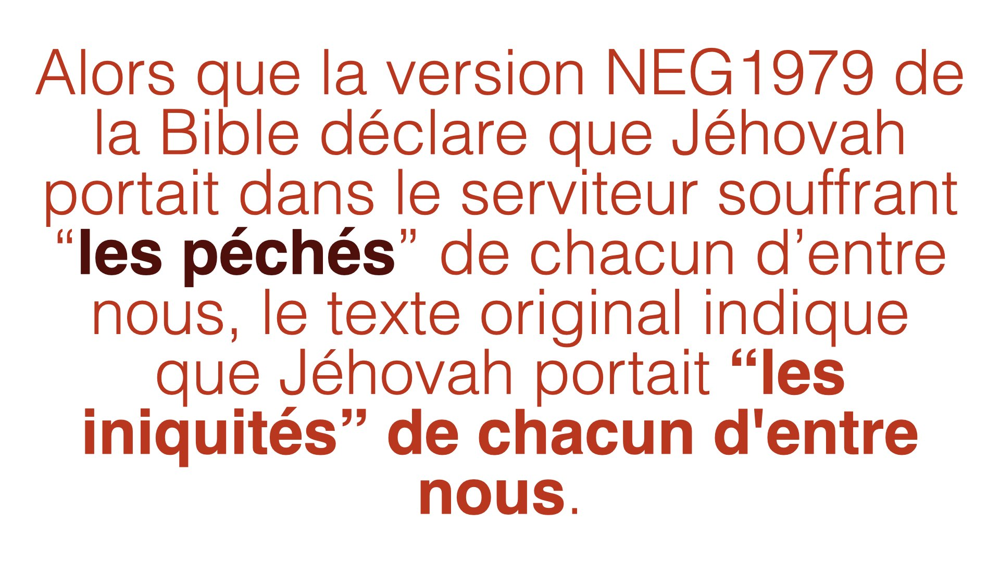 Alors que la version NEG1979 de
la Bible déclare que Jéhovah
portait dans le serviteur souffrant
“les péchés” de chacun d’entre
nous, le texte original indique
que Jéhovah portait “les
iniquités” de chacun d'entre
nous.